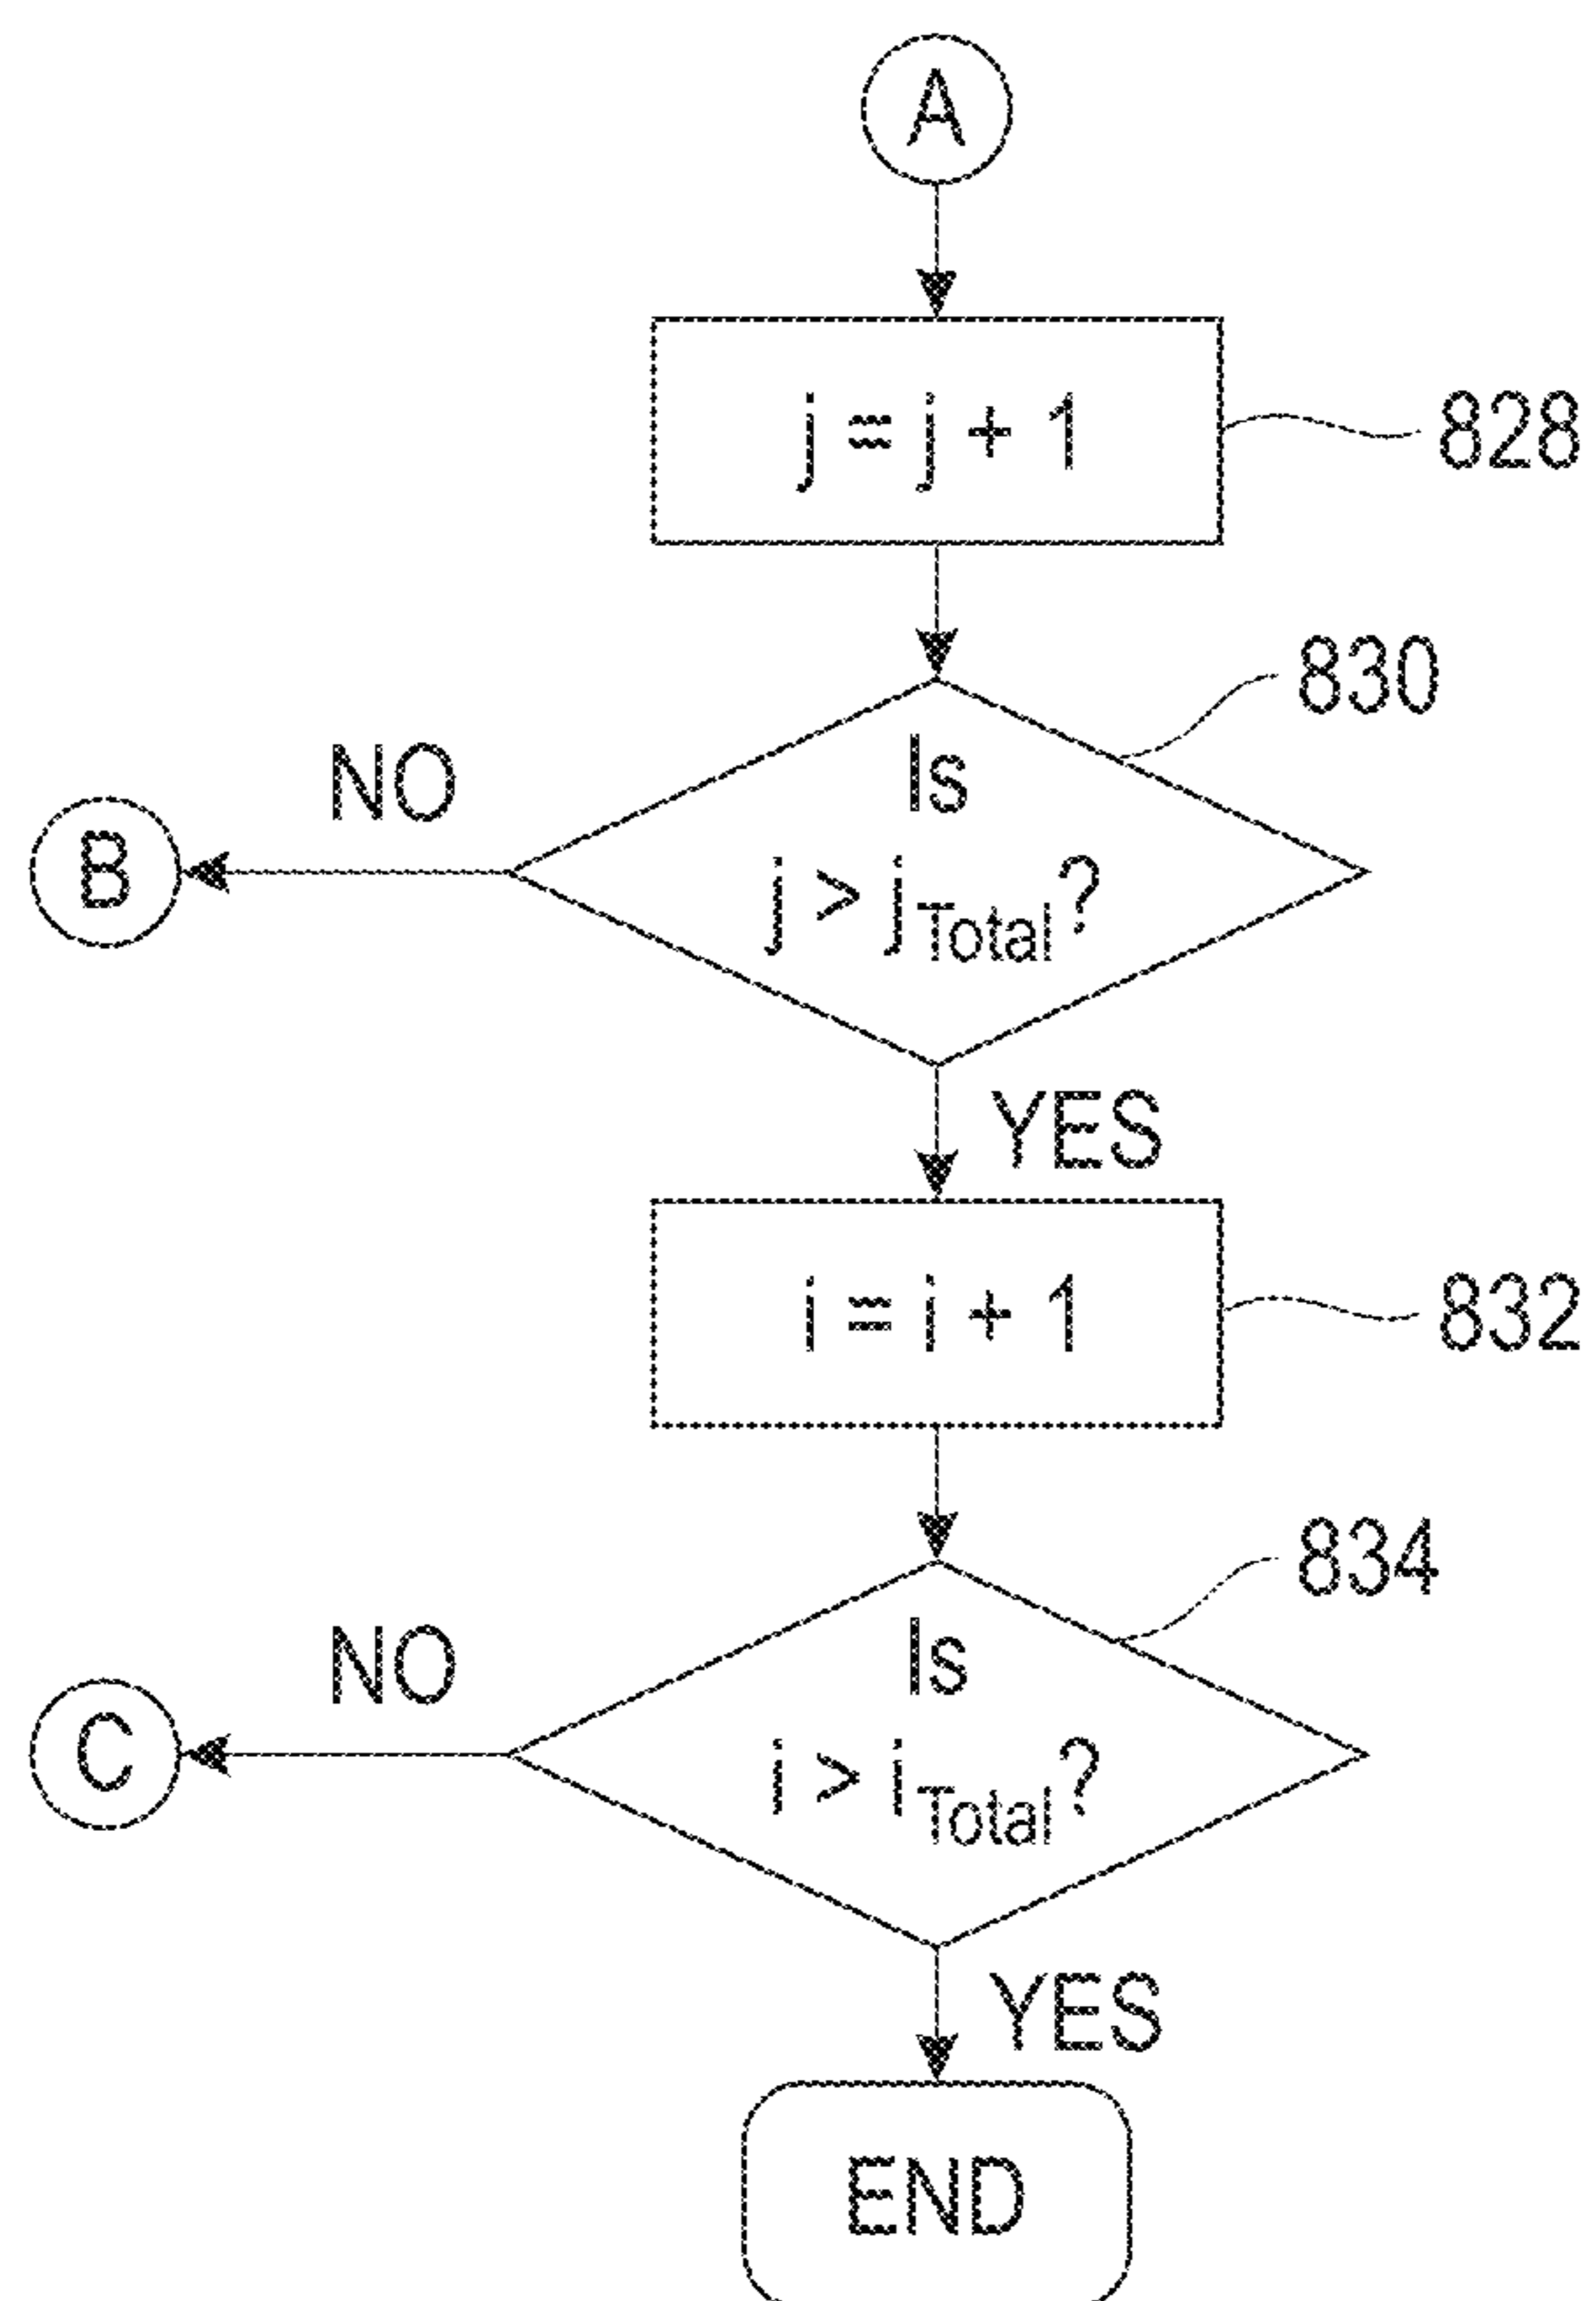 A
j = j + 1
828
830
NO
Is
B
j > jTotal?
YES
i = i + 1
832
834
NO
Is
C
i > iTotal?
YES
END